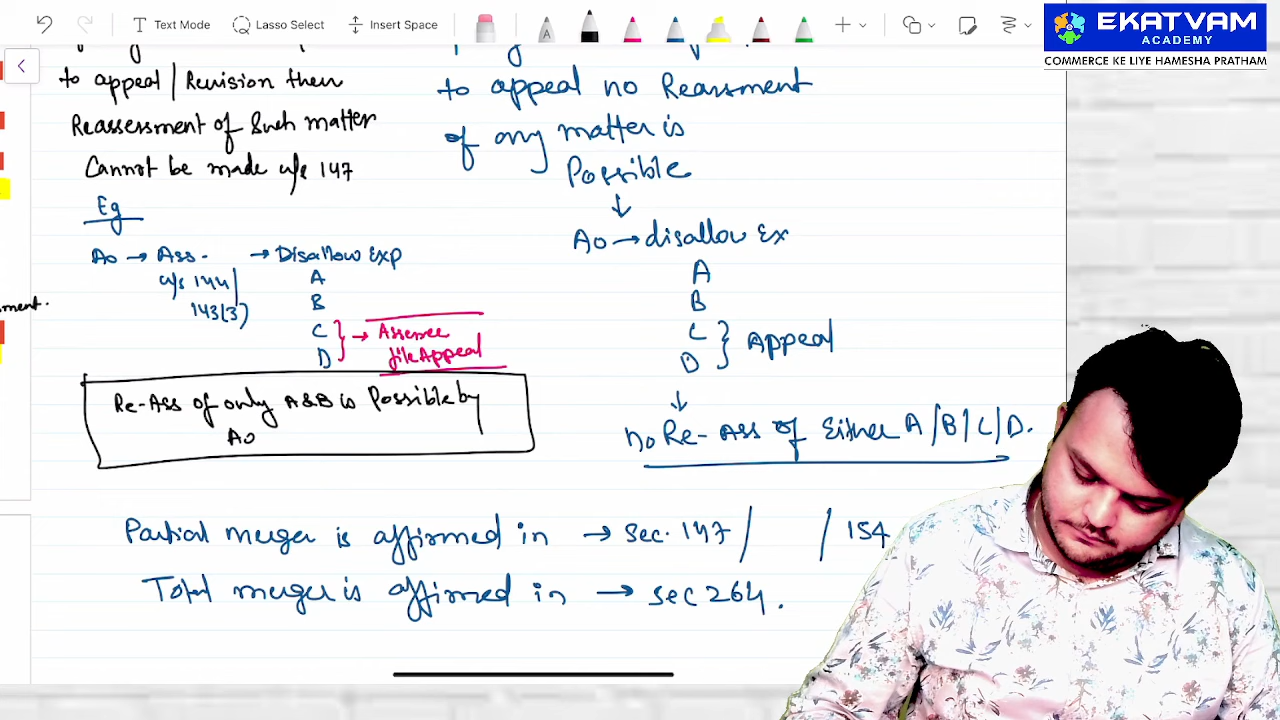 Text Mode
Lasso Select
Insert Space
EKATVAM
ACADEMY
COMMERCE KE LIYE HAMESHA PRATHAM
to appeal / Revision then
Reassessment of such matter
Cannot be made u/s 147
Eg
AO → Ass. → Disallow Exp
u/s 144 /
143(3)
A
B
C
D
} → Assessee
file Appeal
Re-Ass of only A&B is Possible by
AO
to appeal no Reassment
of any matter is
Possible
↓
AO → disallow Ex
A
B
C
D
} Appeal
↓
no Re-Ass of Either A/B/C/D.
ment.
Partial merger is affirmed in → Sec. 147 / / 154
Total merger is affirmed in → Sec 264.